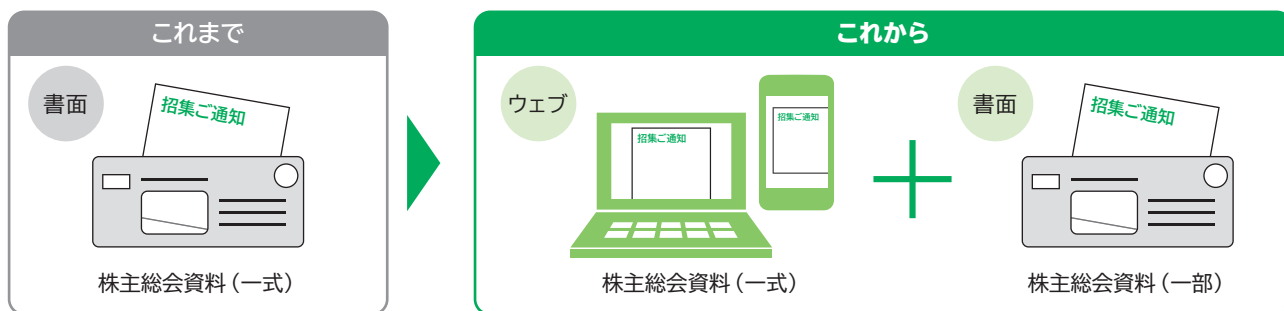 これまで
書面
招集ご通知
株主総会資料（一式）
これから
ウェブ
招集ご通知
招集ご通知
株主総会資料（一式）
書面
招集ご通知
株主総会資料（一部）